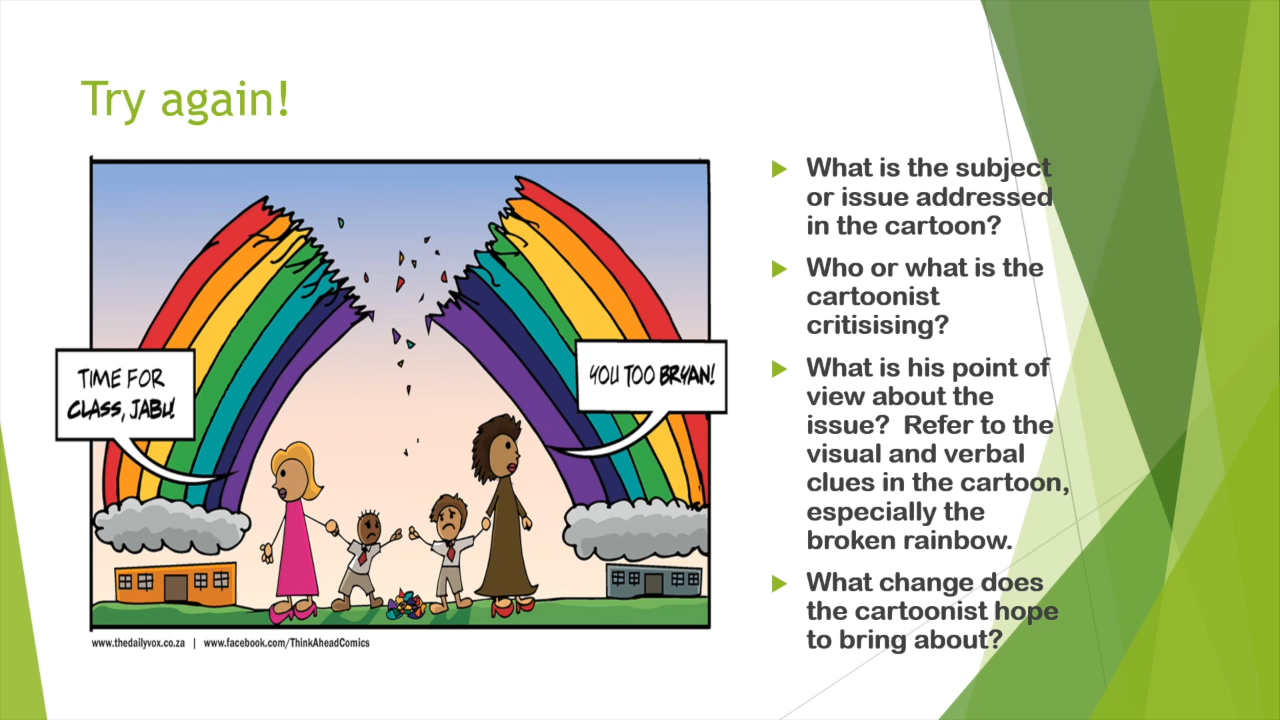 Try again!
TIME FOR
CLASS, JABU!
YOU TOO BRYAN!
www.thedailyvox.co.za | www.facebook.com/ThinkAheadComics
What is the subject
or issue addressed
in the cartoon?
Who or what is the
cartoonist
critisising?
What is his point of
view about the
issue? Refer to the
visual and verbal
clues in the cartoon,
especially the
broken rainbow.
What change does
the cartoonist hope
to bring about?